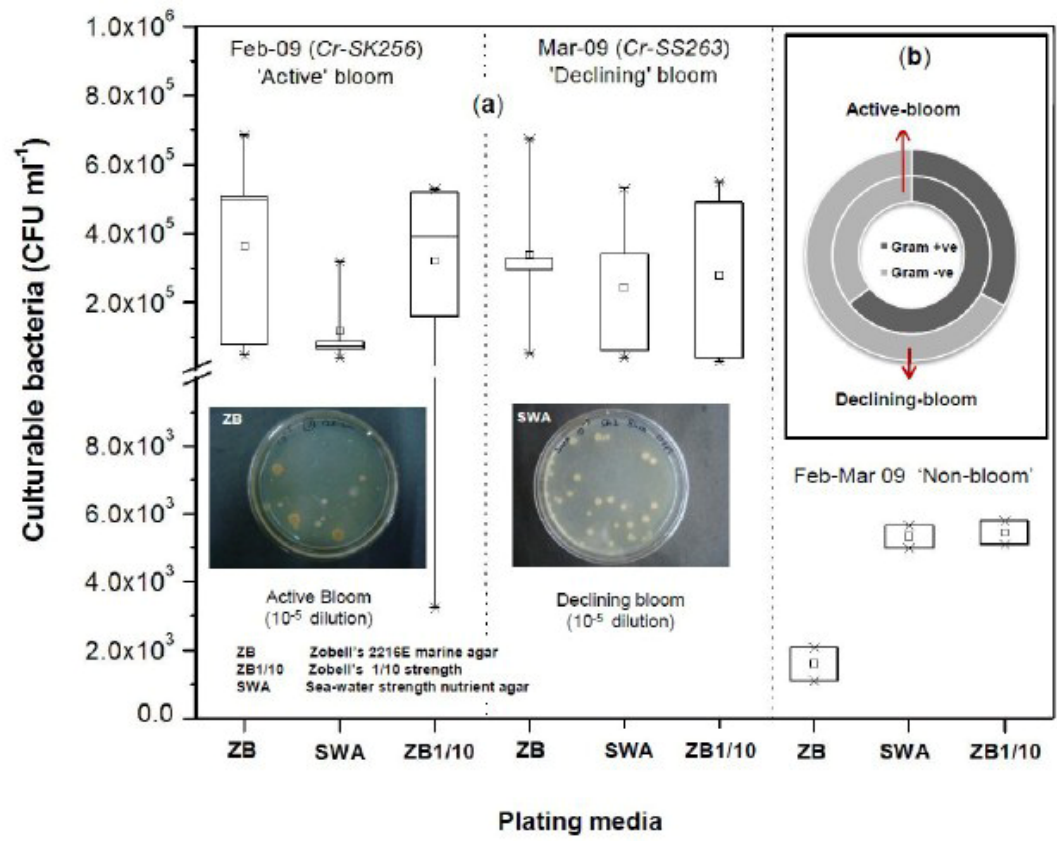 1.0x10⁶
8.0x10⁵
6.0x10⁵
4.0x10⁵
2.0x10⁵
8.0x10³
6.0x10³
4.0x10³
2.0x10³
0.0
Culturable bacteria (CFU ml⁻¹)
Feb-09 (Cr-SK256)
'Active' bloom
Mar-09 (Cr-SS263)
'Declining' bloom
(a)
(b)
Active-bloom
Gram +ve
Gram -ve
Declining-bloom
Feb-Mar 09 'Non-bloom'
ZB
Active Bloom
(10⁻⁵ dilution)
SWA
Declining bloom
(10⁻⁵ dilution)
ZB Zobell's 2216E marine agar
ZB1/10 Zobell's 1/10 strength
SWA Sea-water strength nutrient agar
ZB SWA ZB1/10 ZB SWA ZB1/10 ZB SWA ZB1/10
Plating media